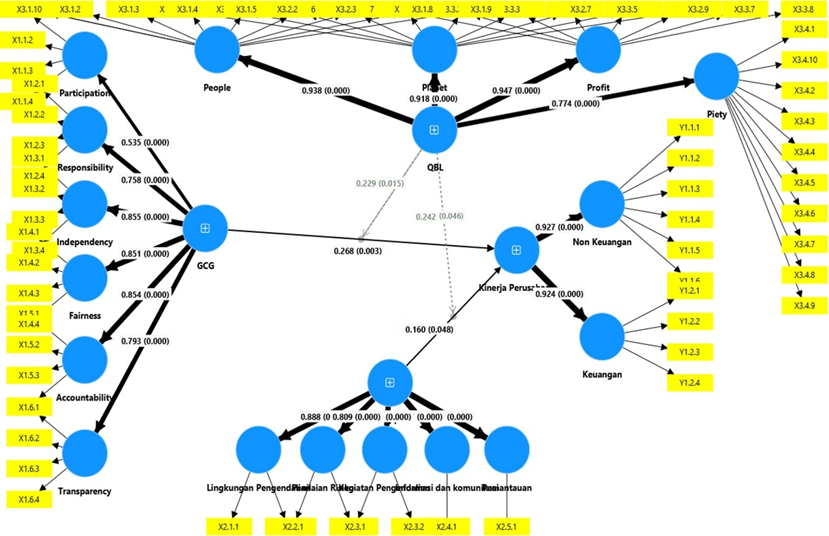 X3.1.10 X3.1.2 X3.1.3 X X3.1.4 X3.1.5 X3.2.2 6 X3.2.3 7 X X3.1.8 3.3. X3.1.9 3.3.3 X3.2.7 X3.3.5 X3.2.9 X3.3.7 X3.3.8
X1.1.2
X1.1.3
X1.2.1
X1.1.4
X1.2.2
X1.2.3
X3.1.1
X1.2.4
X1.3.2
X1.3.3
X1.4.1
X1.3.4
X1.4.2
X1.4.3
X1.5.1
X1.4.4
X1.5.2
X1.5.3
X1.6.1
X1.6.2
X1.6.3
X1.6.4
Participation
Responsibility
Independency
Fairness
Accountability
Transparency
0.535 (0.000)
0.758 (0.000)
0.855 (0.000)
0.851 (0.000)
0.854 (0.000)
0.793 (0.000)
GCG
People
Planet
Profit
Piety
0.938 (0.000)
0.918 (0.000)
0.947 (0.000)
0.774 (0.000)
QBL
0.229 (0.015)
0.242 (0.046)
0.268 (0.003)
0.160 (0.048)
X3.4.1
X3.4.10
X3.4.2
X3.4.3
X3.4.4
X3.4.5
X3.4.6
X3.4.7
X3.4.8
X3.4.9
Y1.1.1
Y1.1.2
Y1.1.3
Y1.1.4
Y1.1.5
Y1.1.6
Y1.2.1
Y1.2.2
Y1.2.3
Y1.2.4
0.927 (0.000)
Non Keuangan
Kinerja
0.924 (0.000)
Keuangan
0.888 (0 0.809 (0.000) (0.000) (0.000) (0.000)
Lingkungan
dan
X2.1.1 X2.2.1 X2.3.1 X2.3.2 X2.4.1 X2.5.1